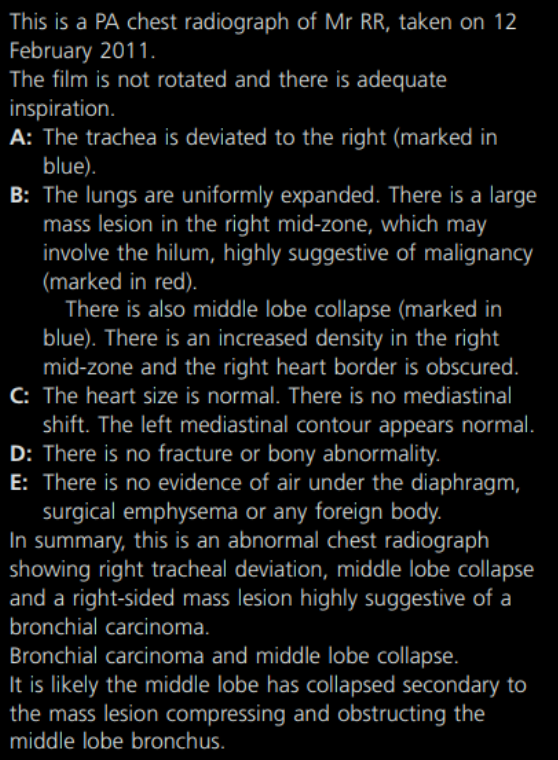 This is a PA chest radiograph of Mr RR, taken on 12
February 2011.
The film is not rotated and there is adequate
inspiration.
A: The trachea is deviated to the right (marked in
blue).
B: The lungs are uniformly expanded. There is a large
mass lesion in the right mid-zone, which may
involve the hilum, highly suggestive of malignancy
(marked in red).
There is also middle lobe collapse (marked in
blue). There is an increased density in the right
mid-zone and the right heart border is obscured.
C: The heart size is normal. There is no mediastinal
shift. The left mediastinal contour appears normal.
D: There is no fracture or bony abnormality.
E: There is no evidence of air under the diaphragm,
surgical emphysema or any foreign body.
In summary, this is an abnormal chest radiograph
showing right tracheal deviation, middle lobe collapse
and a right-sided mass lesion highly suggestive of a
bronchial carcinoma.
Bronchial carcinoma and middle lobe collapse.
It is likely the middle lobe has collapsed secondary to
the mass lesion compressing and obstructing the
middle lobe bronchus.